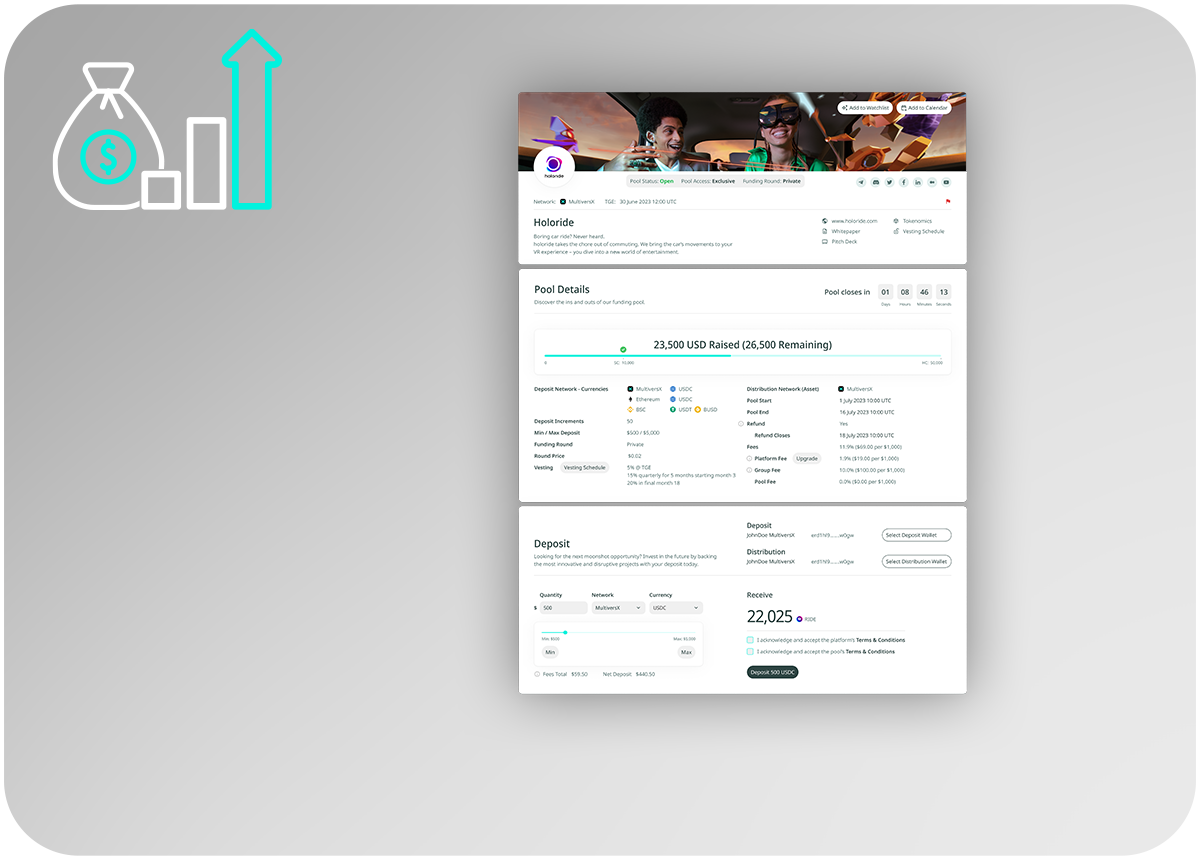 $
Add to Watchlist
Add to Calendar
holoride
Pool Status: Open Pool Access: Exclusive Funding Round: Private
Network: MultiversX TGE: 30 June 2023 12:00 UTC
Holoride
Boring car ride? Never heard.
holoride takes the chore out of commuting. We bring the car's movements to your
VR experience – you dive into a new world of entertainment.
www.holoride.com Tokenomics
Whitepaper Vesting Schedule
Pitch Deck
Pool Details
Discover the ins and outs of our funding pool.
Pool closes in 01 08 46 13
Days Hours Minutes Seconds
23,500 USD Raised (26,500 Remaining)
0 SC: 10,000 HC: 50,000
Deposit Network - Currencies MultiversX USDC
Ethereum USDC
BSC USDT BUSD
Deposit Increments 50
Min / Max Deposit $500 / $5,000
Funding Round Private
Round Price $0.02
Vesting Vesting Schedule 5% @ TGE
15% quarterly for 5 months starting month 3
20% in final month 18
Distribution Network (Asset) MultiversX
Pool Start 1 July 2023 10:00 UTC
Pool End 16 July 2023 10:00 UTC
Refund Yes
Refund Closes 18 July 2023 10:00 UTC
Fees 11.9% ($69.00 per $1,000)
Platform Fee Upgrade 1.9% ($19.00 per $1,000)
Group Fee 10.0% ($100.00 per $1,000)
Pool Fee 0.0% ($0.00 per $1,000)
Deposit
Looking for the next moonshot opportunity? Invest in the future by backing
the most innovative and disruptive projects with your deposit today.
Deposit
JohnDoe MultiversX erd1hl9......w0gw Select Deposit Wallet
Distribution
JohnDoe MultiversX erd1hl9......w0gw Select Distribution Wallet
Quantity Network Currency
$ 500 MultiversX USDC
Min: $500 Max: $5,000
Min Max
Fees Total $59.50 Net Deposit $440.50
Receive
22,025 RIDE
I acknowledge and accept the platform's Terms & Conditions
I acknowledge and accept the pool's Terms & Conditions
Deposit 500 USDC